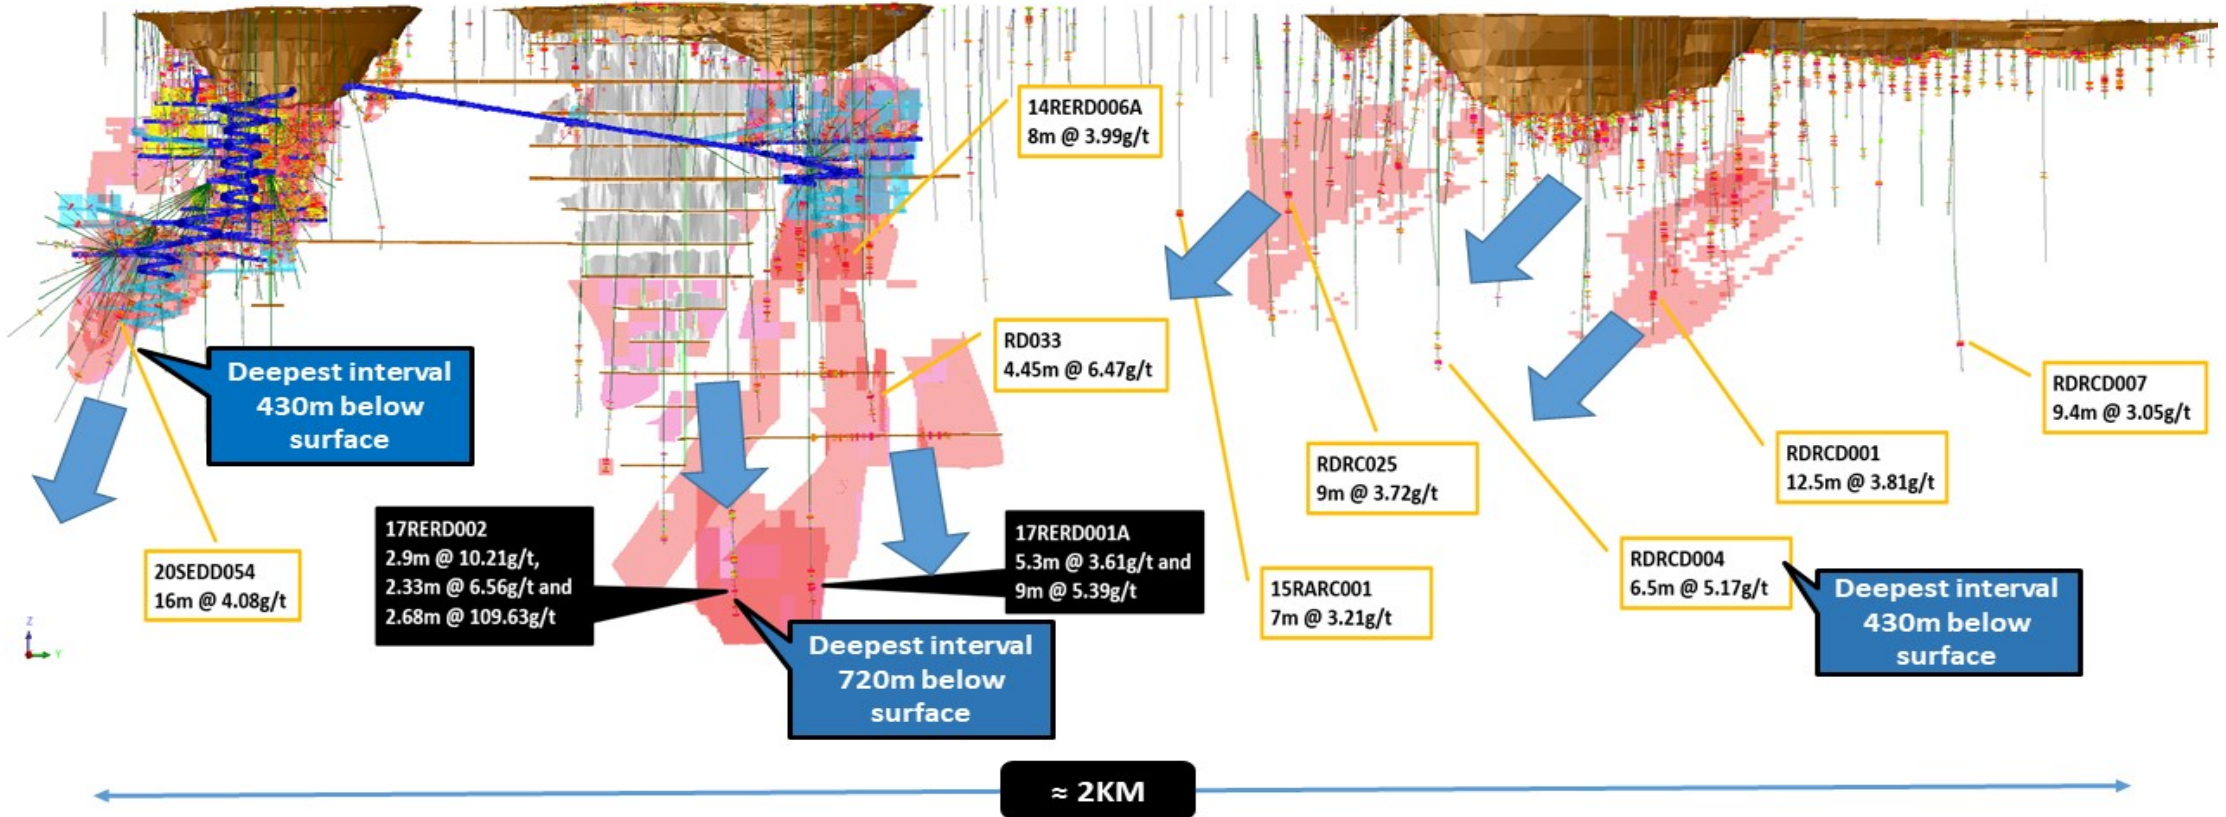 14RERD006A
8m @ 3.99g/t
RD033
4.45m @ 6.47g/t
Deepest interval
430m below
surface
RDRCD007
9.4m @ 3.05g/t
RDRC025
9m @ 3.72g/t
RDRCD001
12.5m @ 3.81g/t
17RERD002
2.9m @ 10.21g/t,
2.33m @ 6.56g/t and
2.68m @ 109.63g/t
17RERD001A
5.3m @ 3.61g/t and
9m @ 5.39g/t
20SEDD054
16m @ 4.08g/t
15RARC001
7m @ 3.21g/t
RDRCD004
6.5m @ 5.17g/t
Deepest interval
430m below
surface
Deepest interval
720m below
surface
Z
Y
≈ 2KM